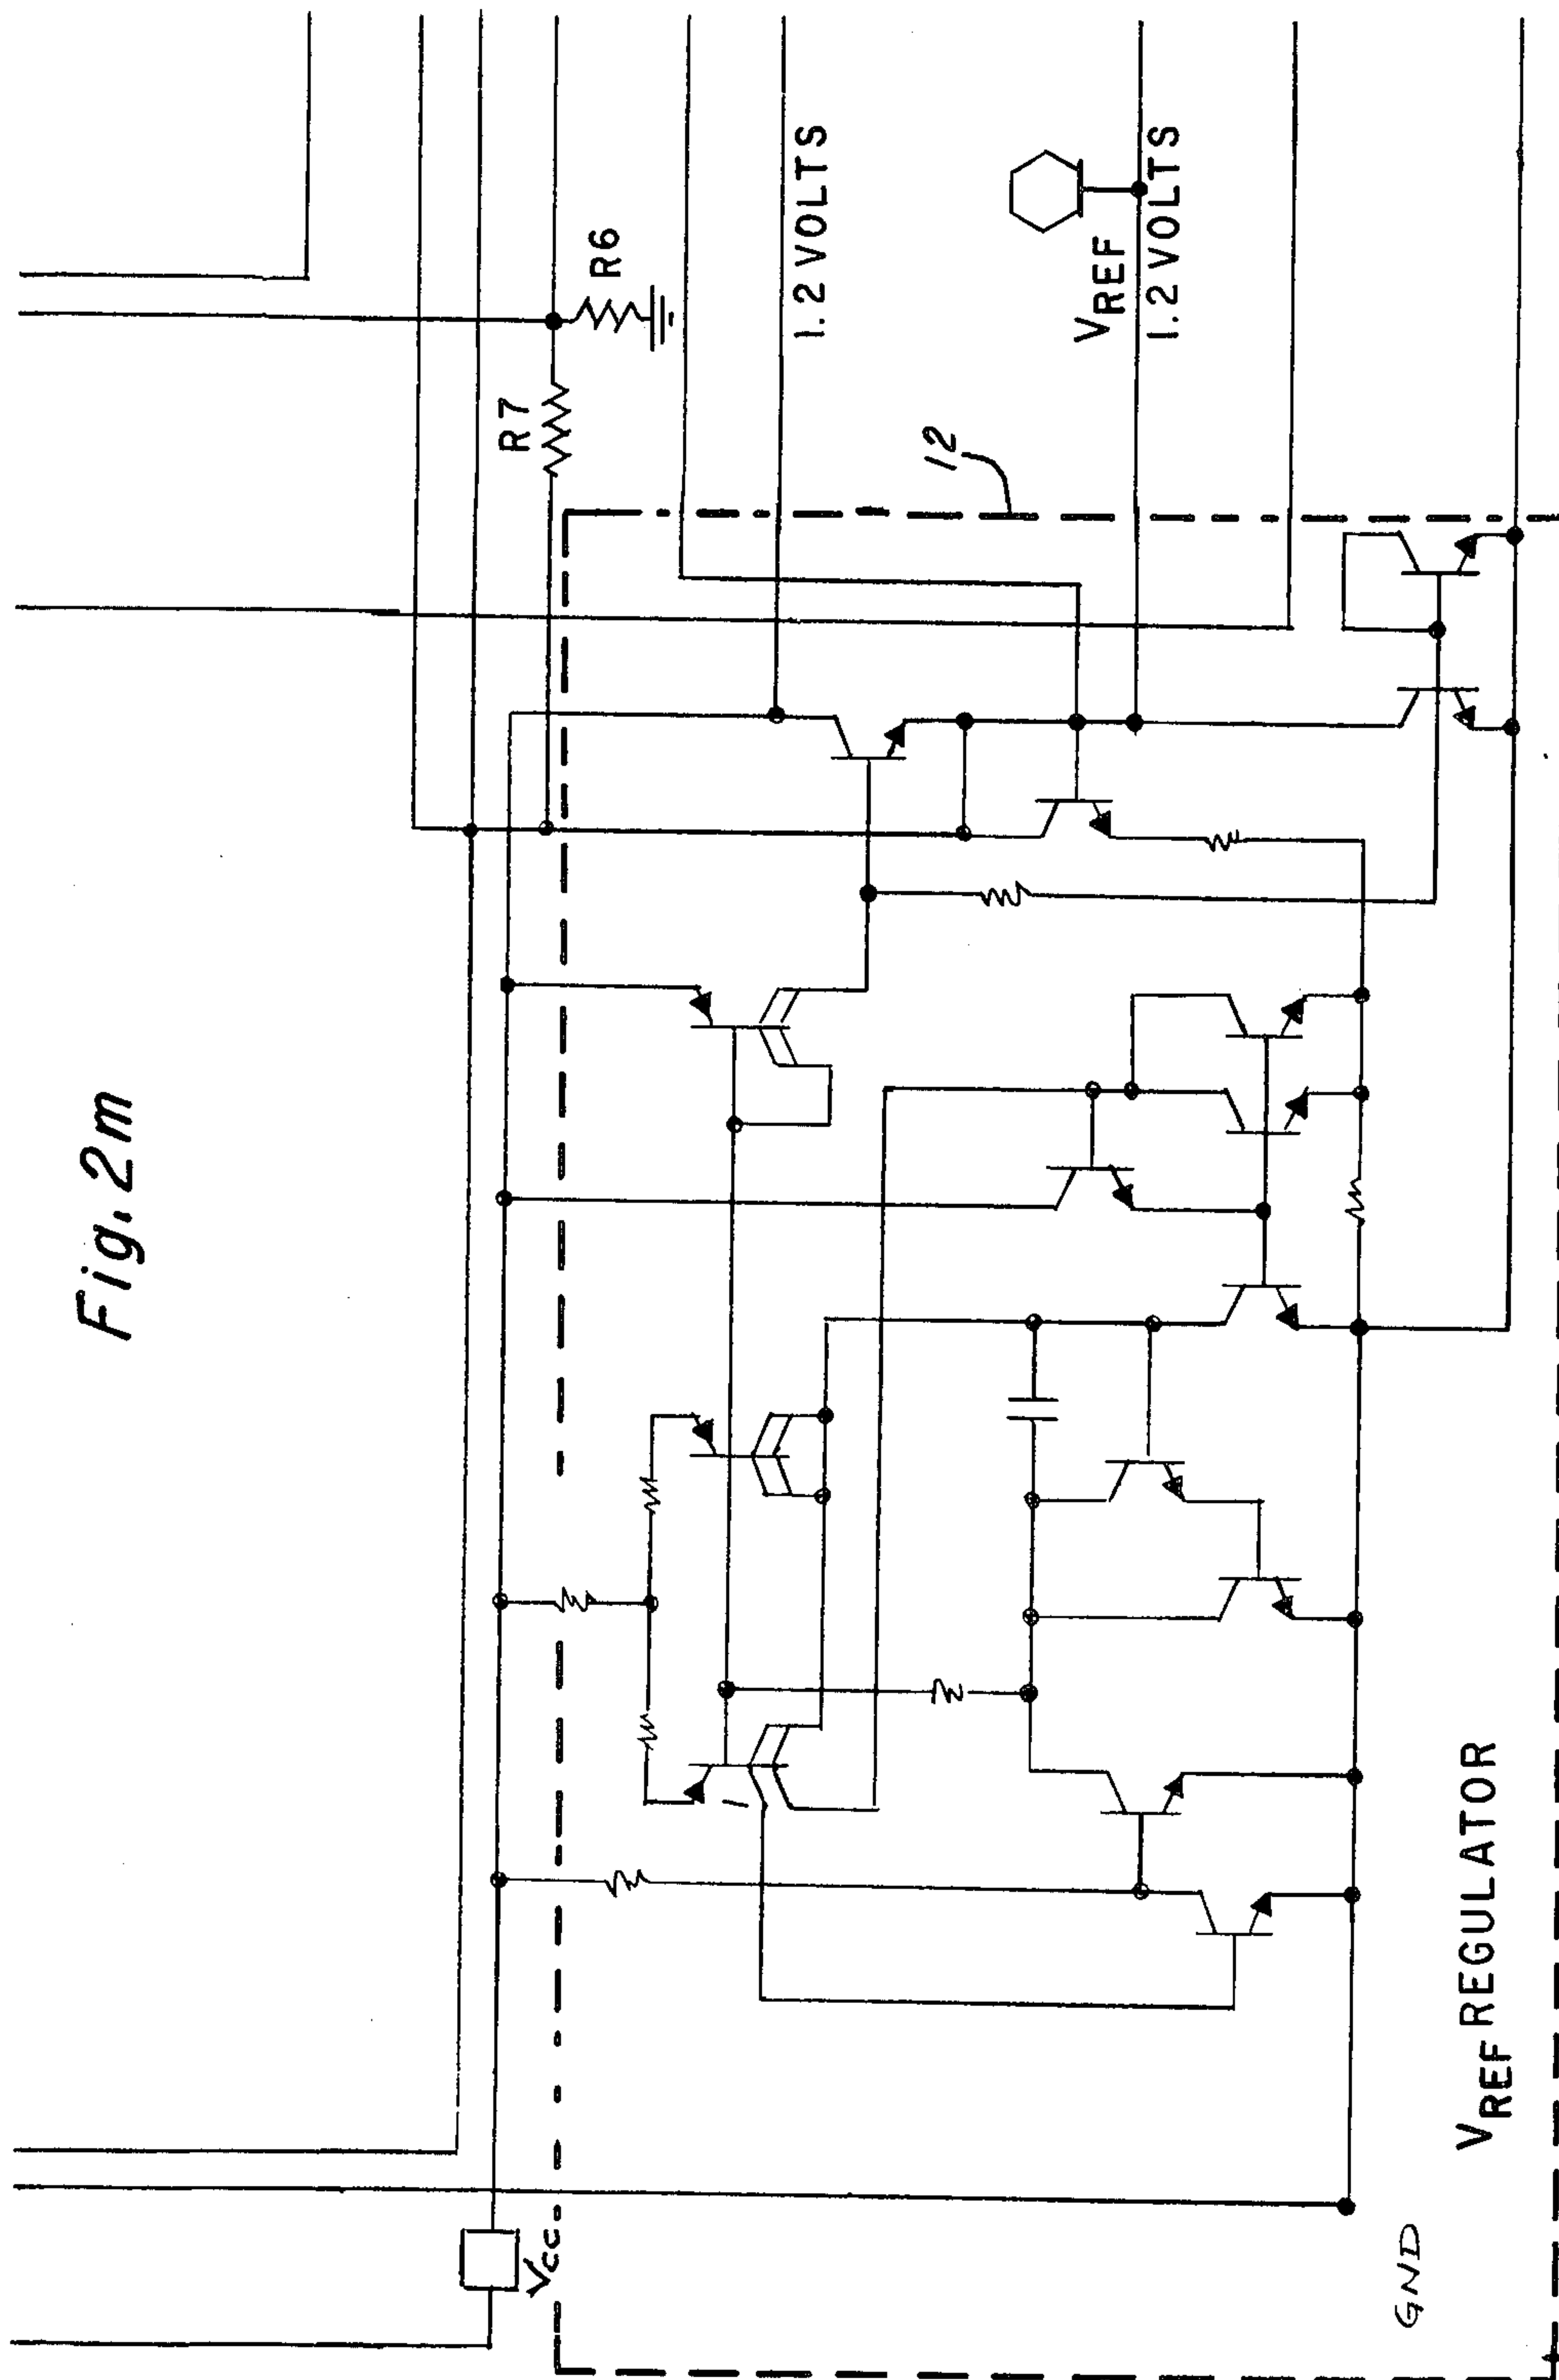 Fig. 2m
R7
R6
1.2 VOLTS
12
VREF
1.2 VOLTS
Vcc
VREF REGULATOR
GND